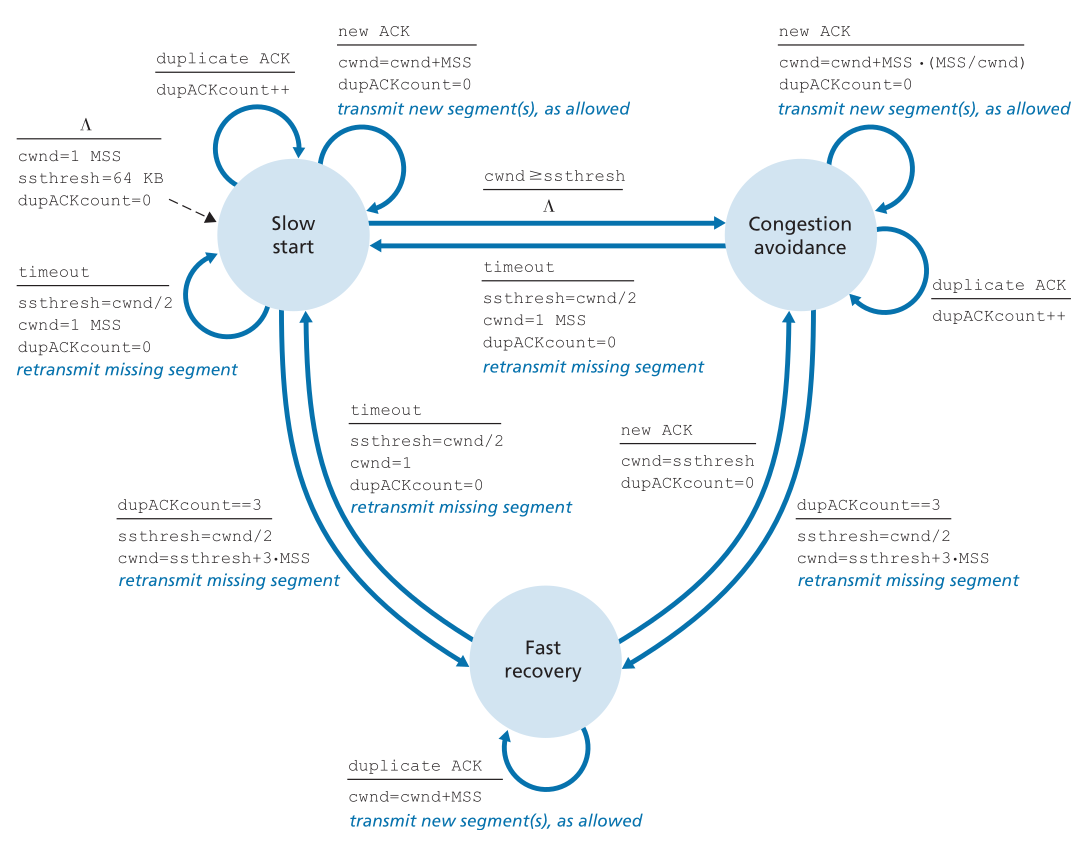 new ACK
cwnd=cwnd+MSS
dupACKcount=0
transmit new segment(s), as allowed
new ACK
cwnd=cwnd+MSS •(MSS/cwnd)
dupACKcount=0
transmit new segment(s), as allowed
duplicate ACK
dupACKcount++
Λ
cwnd=1 MSS
ssthresh=64 KB
dupACKcount=0
Slow
start
cwnd≥ssthresh
Λ
Congestion
avoidance
timeout
ssthresh=cwnd/2
cwnd=1 MSS
dupACKcount=0
retransmit missing segment
timeout
ssthresh=cwnd/2
cwnd=1 MSS
dupACKcount=0
retransmit missing segment
duplicate ACK
dupACKcount++
timeout
ssthresh=cwnd/2
cwnd=1
dupACKcount=0
retransmit missing segment
new ACK
cwnd=ssthresh
dupACKcount=0
dupACKcount==3
ssthresh=cwnd/2
cwnd=ssthresh+3•MSS
retransmit missing segment
dupACKcount==3
ssthresh=cwnd/2
cwnd=ssthresh+3•MSS
retransmit missing segment
Fast
recovery
duplicate ACK
cwnd=cwnd+MSS
transmit new segment(s), as allowed